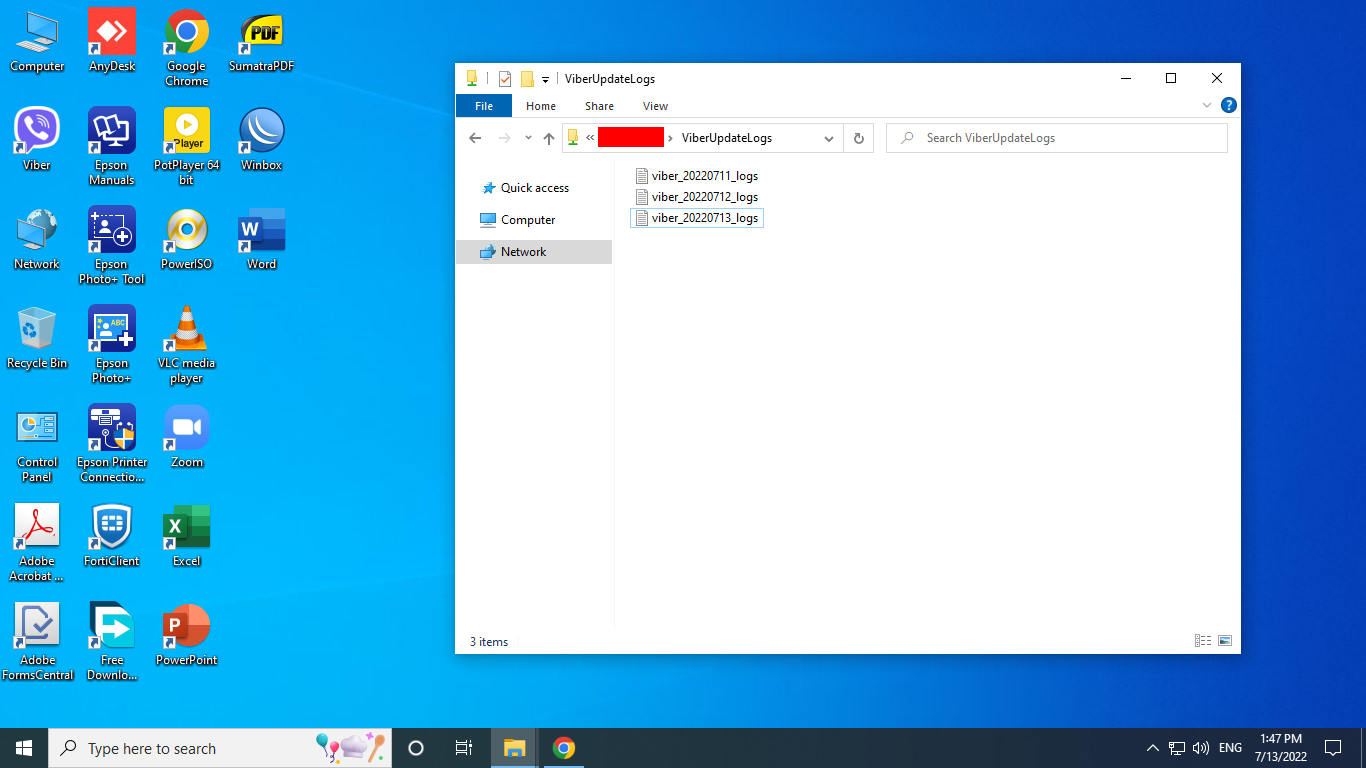 Computer
AnyDesk
Google
Chrome
SumatraPDF
PDF
Viber
Epson
Manuals
PotPlayer 64
bit
Player
Winbox
Network
Epson
Photo+ Tool
PowerISO
Word
W
Recycle Bin
Epson
Photo+
ABC
VLC media
player
Control
Panel
Epson Printer
Connectio...
Zoom
Adobe
Acrobat ...
FortiClient
Excel
X
Adobe
FormsCentral
Free
Downlo...
PowerPoint
P
ViberUpdateLogs
File Home Share View
« › ViberUpdateLogs
Search ViberUpdateLogs
Quick access
Computer
Network
viber_20220711_logs
viber_20220712_logs
viber_20220713_logs
3 items
Type here to search
ENG
1:47 PM
7/13/2022